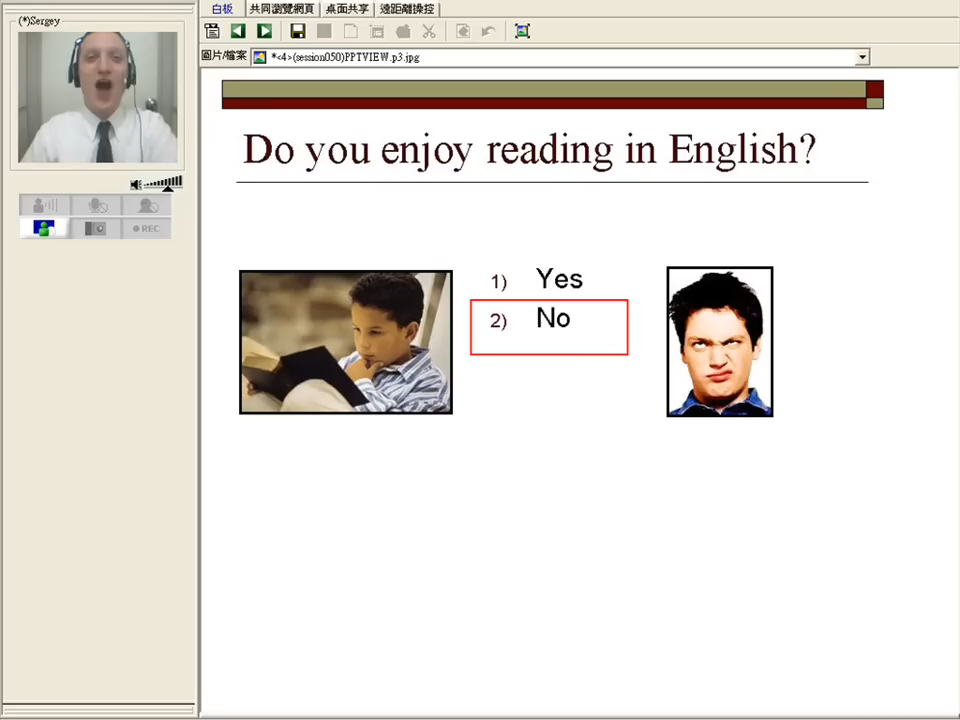 (*)Sergey
白板 共同瀏覽網頁 桌面共享 遠距離操控
圖片/檔案 *<4>(session050)PPTVIEW.p3.jpg
REC
Do you enjoy reading in English?
1) Yes
2) No